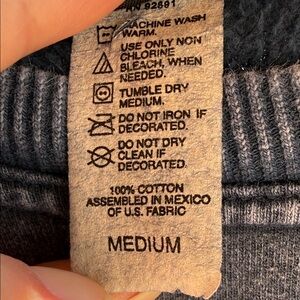 RN 92591
MACHINE WASH
WARM.
USE ONLY NON
CHLORINE
BLEACH, WHEN
NEEDED.
TUMBLE DRY
MEDIUM.
DO NOT IRON IF
DECORATED.
DO NOT DRY
CLEAN IF
DECORATED.
100% COTTON
ASSEMBLED IN MEXICO
OF U.S. FABRIC
MEDIUM